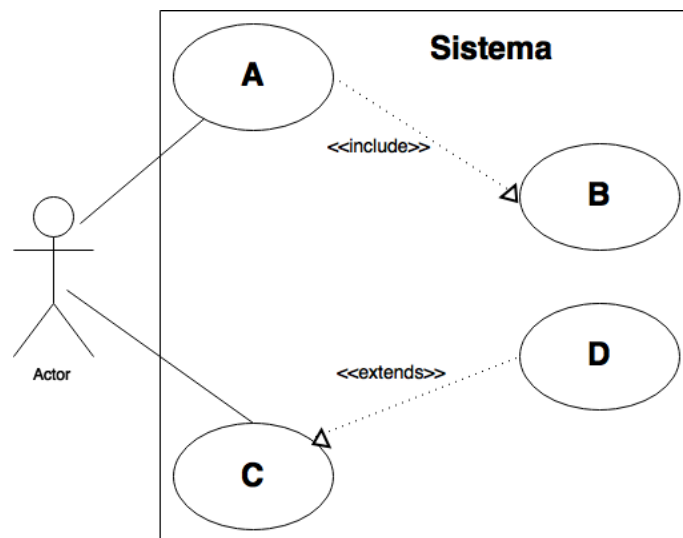 Sistema
A
<<include>>
B
Actor
<<extends>>
D
C